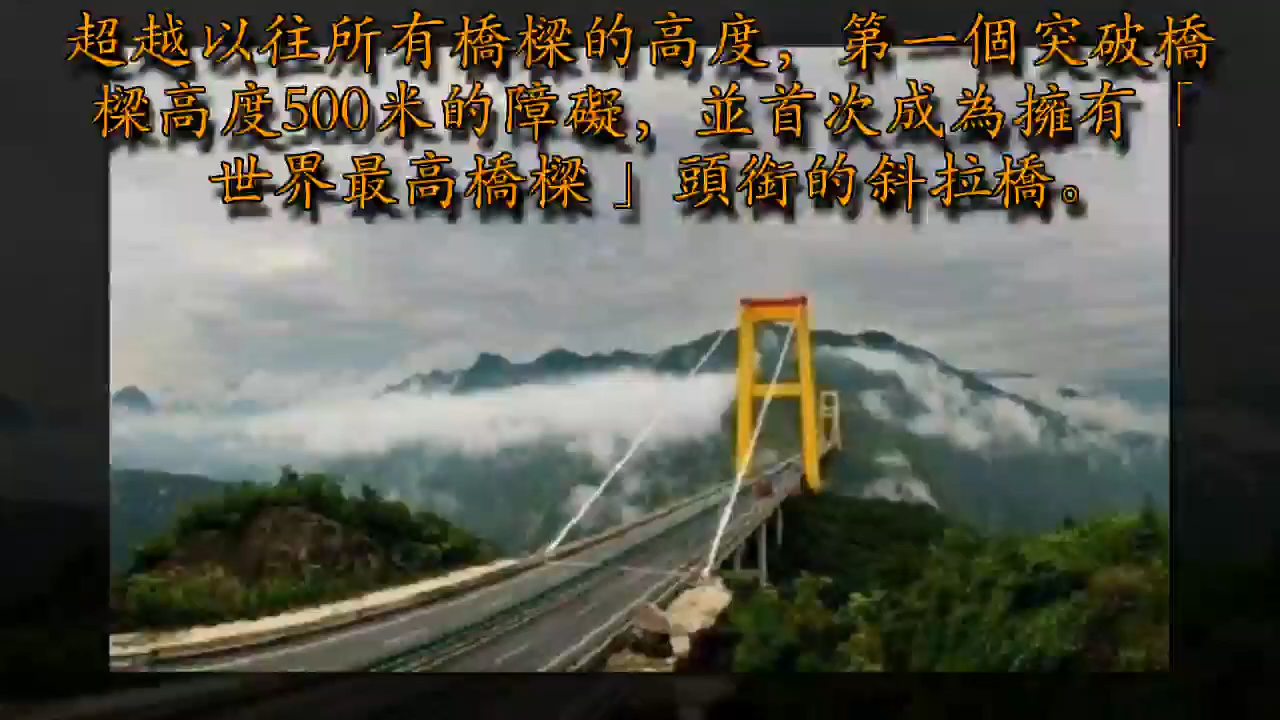 超越以往所有橋樑的高度，第一個突破橋
樑高度500米的障礙，並首次成為擁有「
世界最高橋樑」頭銜的斜拉橋。